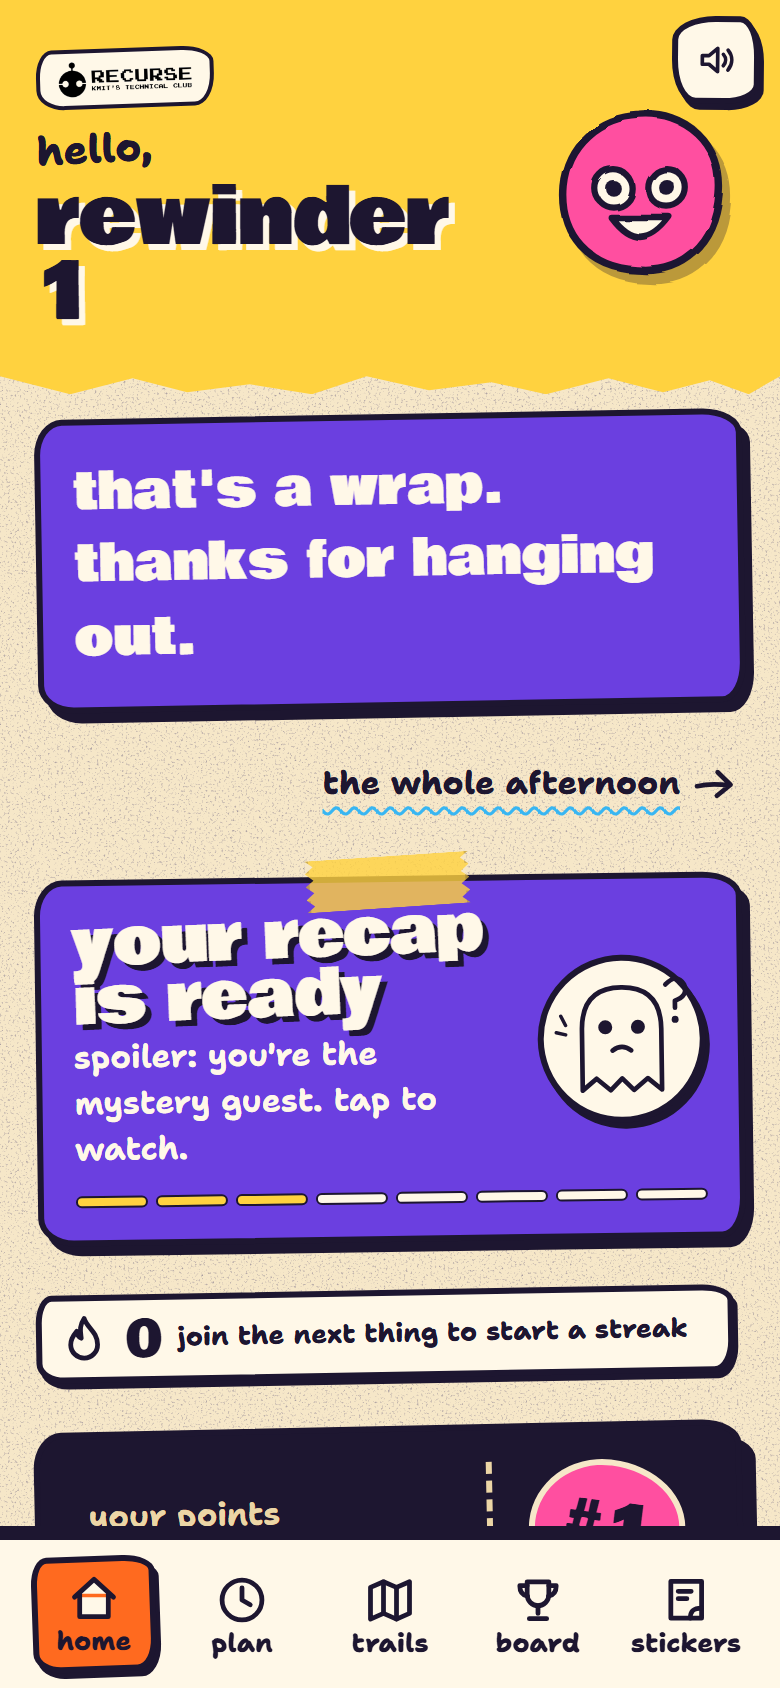 RECURSE
KMIT'S TECHNICAL CLUB
hello,
rewinder
1
that's a wrap.
thanks for hanging
out.
the whole afternoon
your recap
is ready
spoiler: you're the
mystery guest. tap to
watch.
0 join the next thing to start a streak
your points
#1
home plan trails board stickers